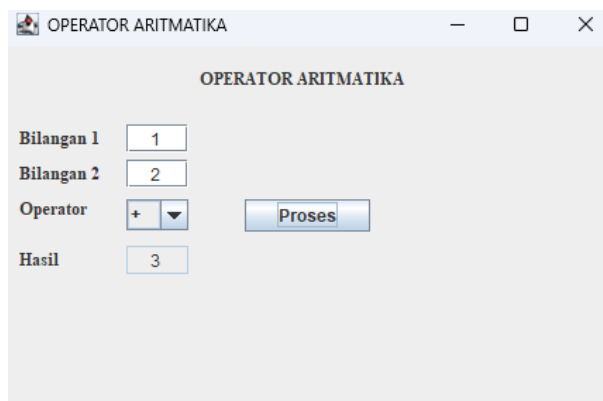 OPERATOR ARITMATIKA
OPERATOR ARITMATIKA
Bilangan 1 1
Bilangan 2 2
Operator + Proses
Hasil 3